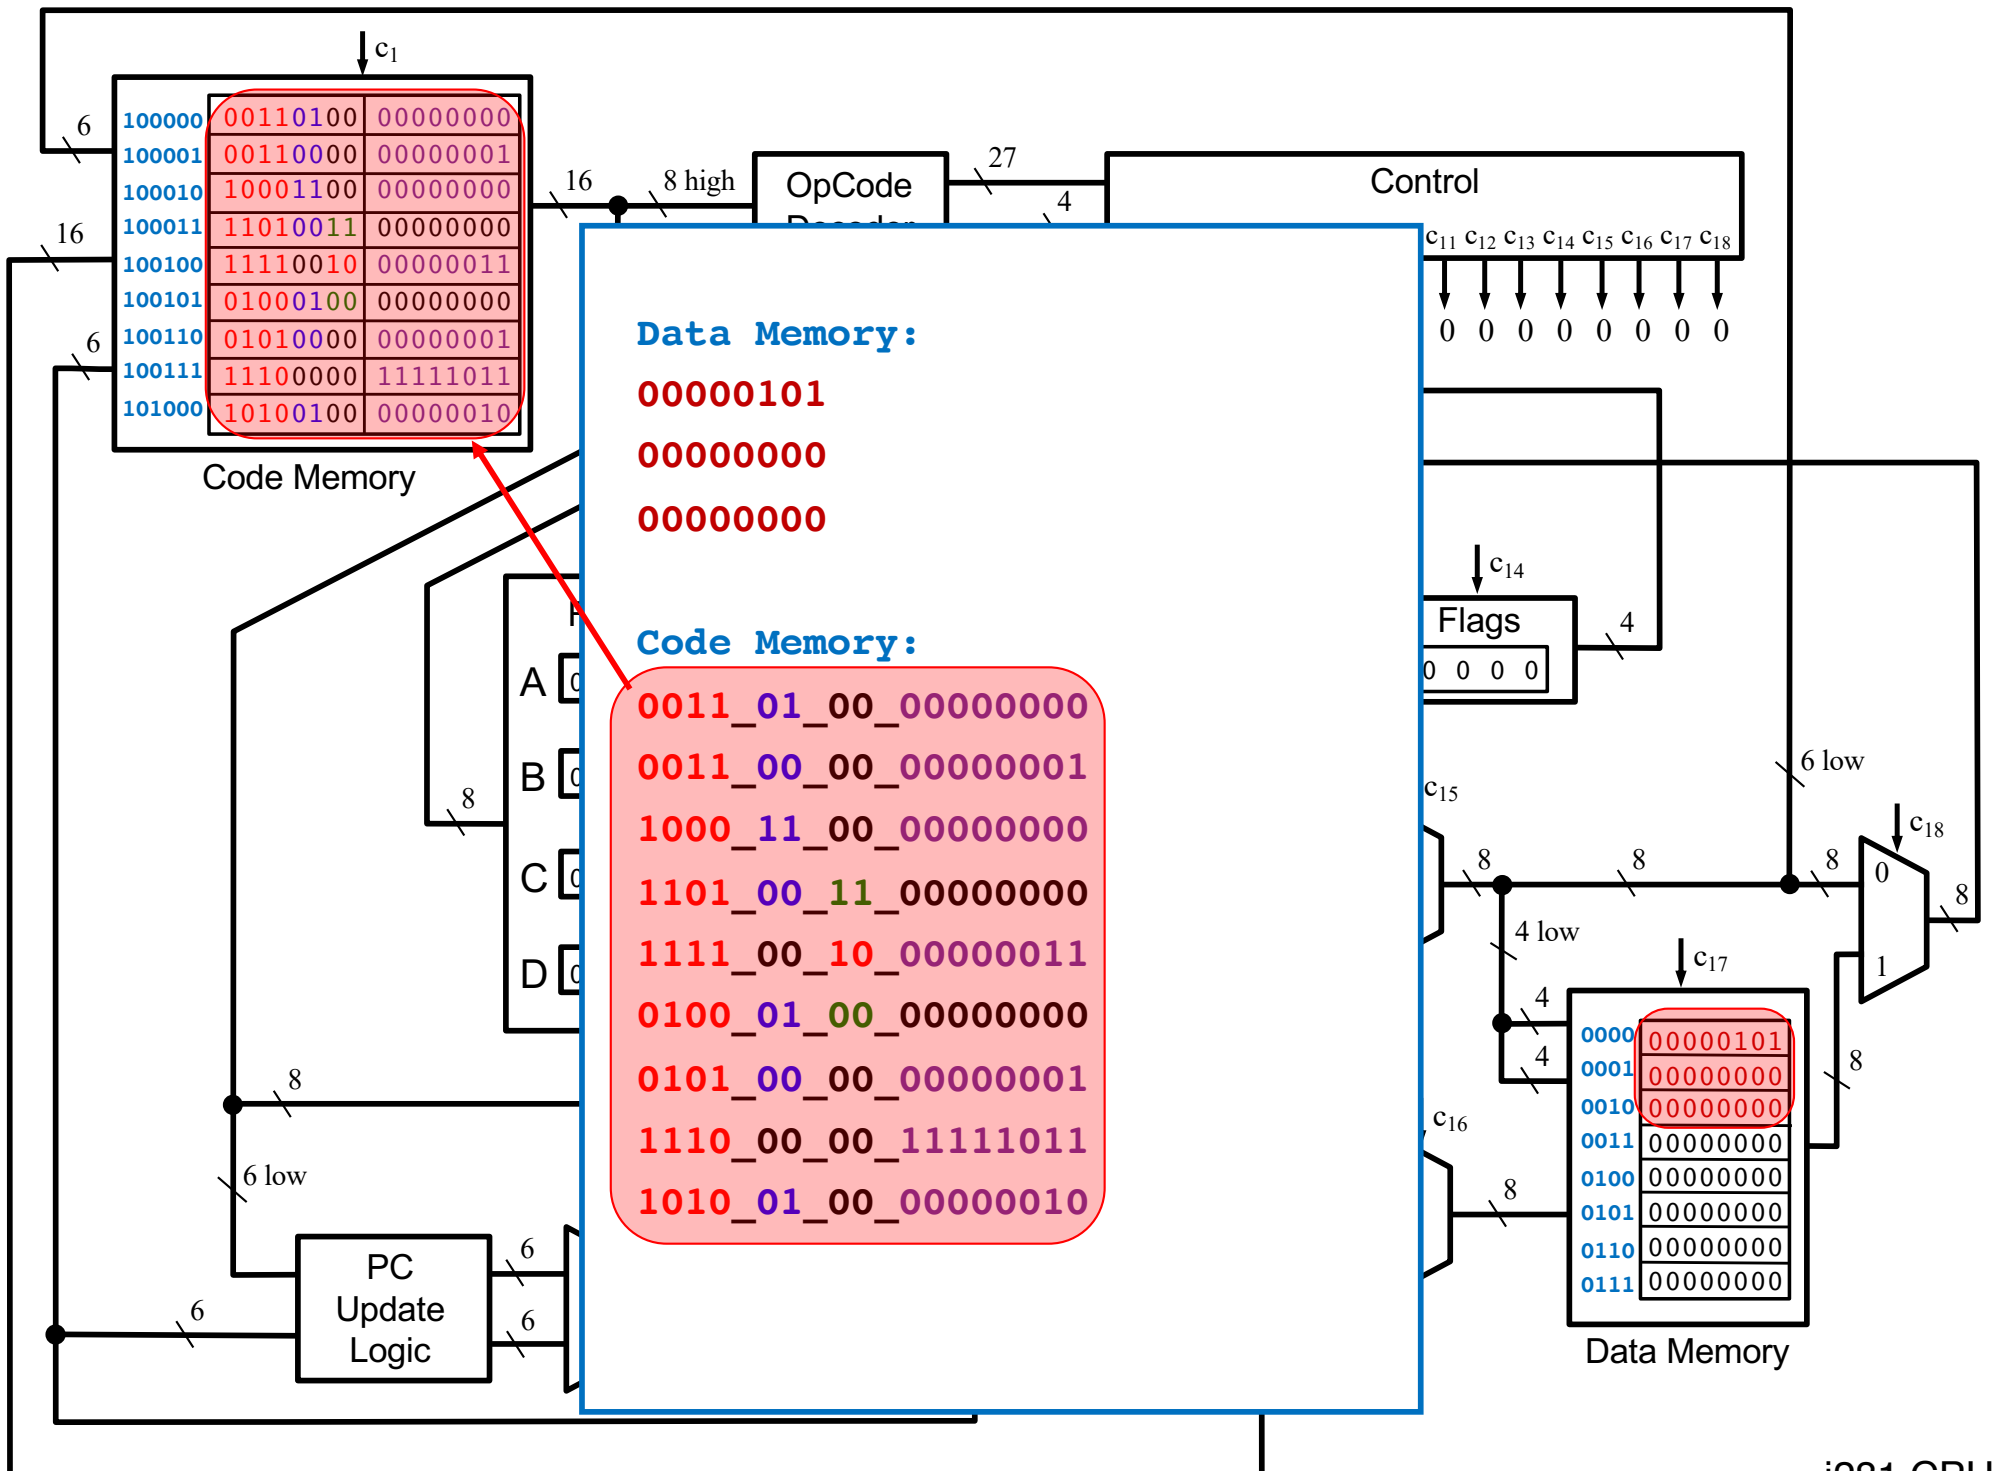 c1
100000 00110100 00000000
100001 00110000 00000001
100010 10001100 00000000
100011 11010011 00000000
100100 11110010 00000011
100101 01000100 00000000
100110 01010000 00000001
100111 11100000 11111011
101000 10100100 00000010
Code Memory
6
16
6
16
8 high
OpCode
27
4
Control
c11 c12 c13 c14 c15 c16 c17 c18
0 0 0 0 0 0 0 0
Data Memory:
00000101
00000000
00000000
Code Memory:
0011_01_00_00000000
0011_00_00_00000001
1000_11_00_00000000
1101_00_11_00000000
1111_00_10_00000011
0100_01_00_00000000
0101_00_00_00000001
1110_00_00_11111011
1010_01_00_00000010
A
B
C
D
8
8
6 low
PC
Update
Logic
6
6
6
c14
Flags
0 0 0 0
4
6 low
c15
8
8
8
c18
0
1
8
4 low
c17
4
4
0000 00000101
0001 00000000
0010 00000000
0011 00000000
0100 00000000
0101 00000000
0110 00000000
0111 00000000
Data Memory
8
c16
8